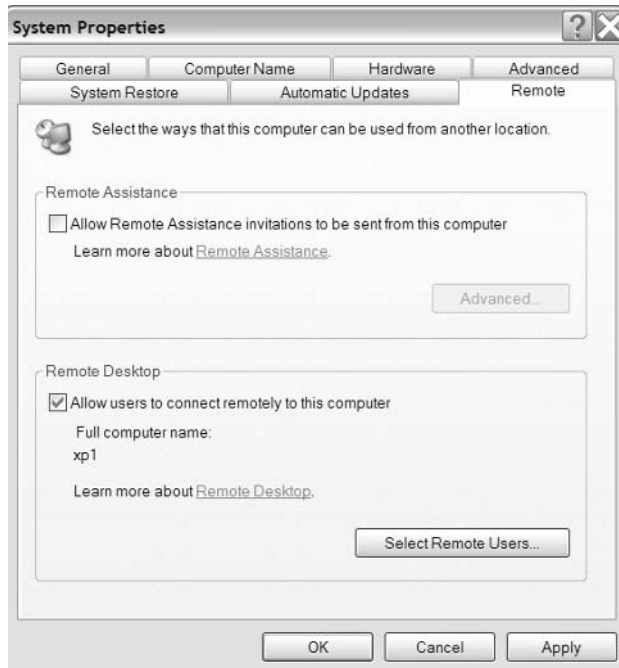 System Properties
General Computer Name Hardware Advanced
System Restore Automatic Updates Remote
Select the ways that this computer can be used from another location.
Remote Assistance
Allow Remote Assistance invitations to be sent from this computer
Learn more about Remote Assistance.
Advanced...
Remote Desktop
Allow users to connect remotely to this computer
Full computer name:
xp1
Learn more about Remote Desktop.
Select Remote Users...
OK Cancel Apply